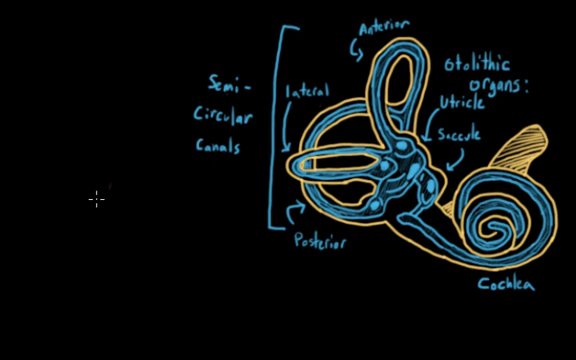 Anterior
Otolithic
organs:
Semi-
Circular
Canals
lateral
Utricle
Saccule
Posterior
Cochlea